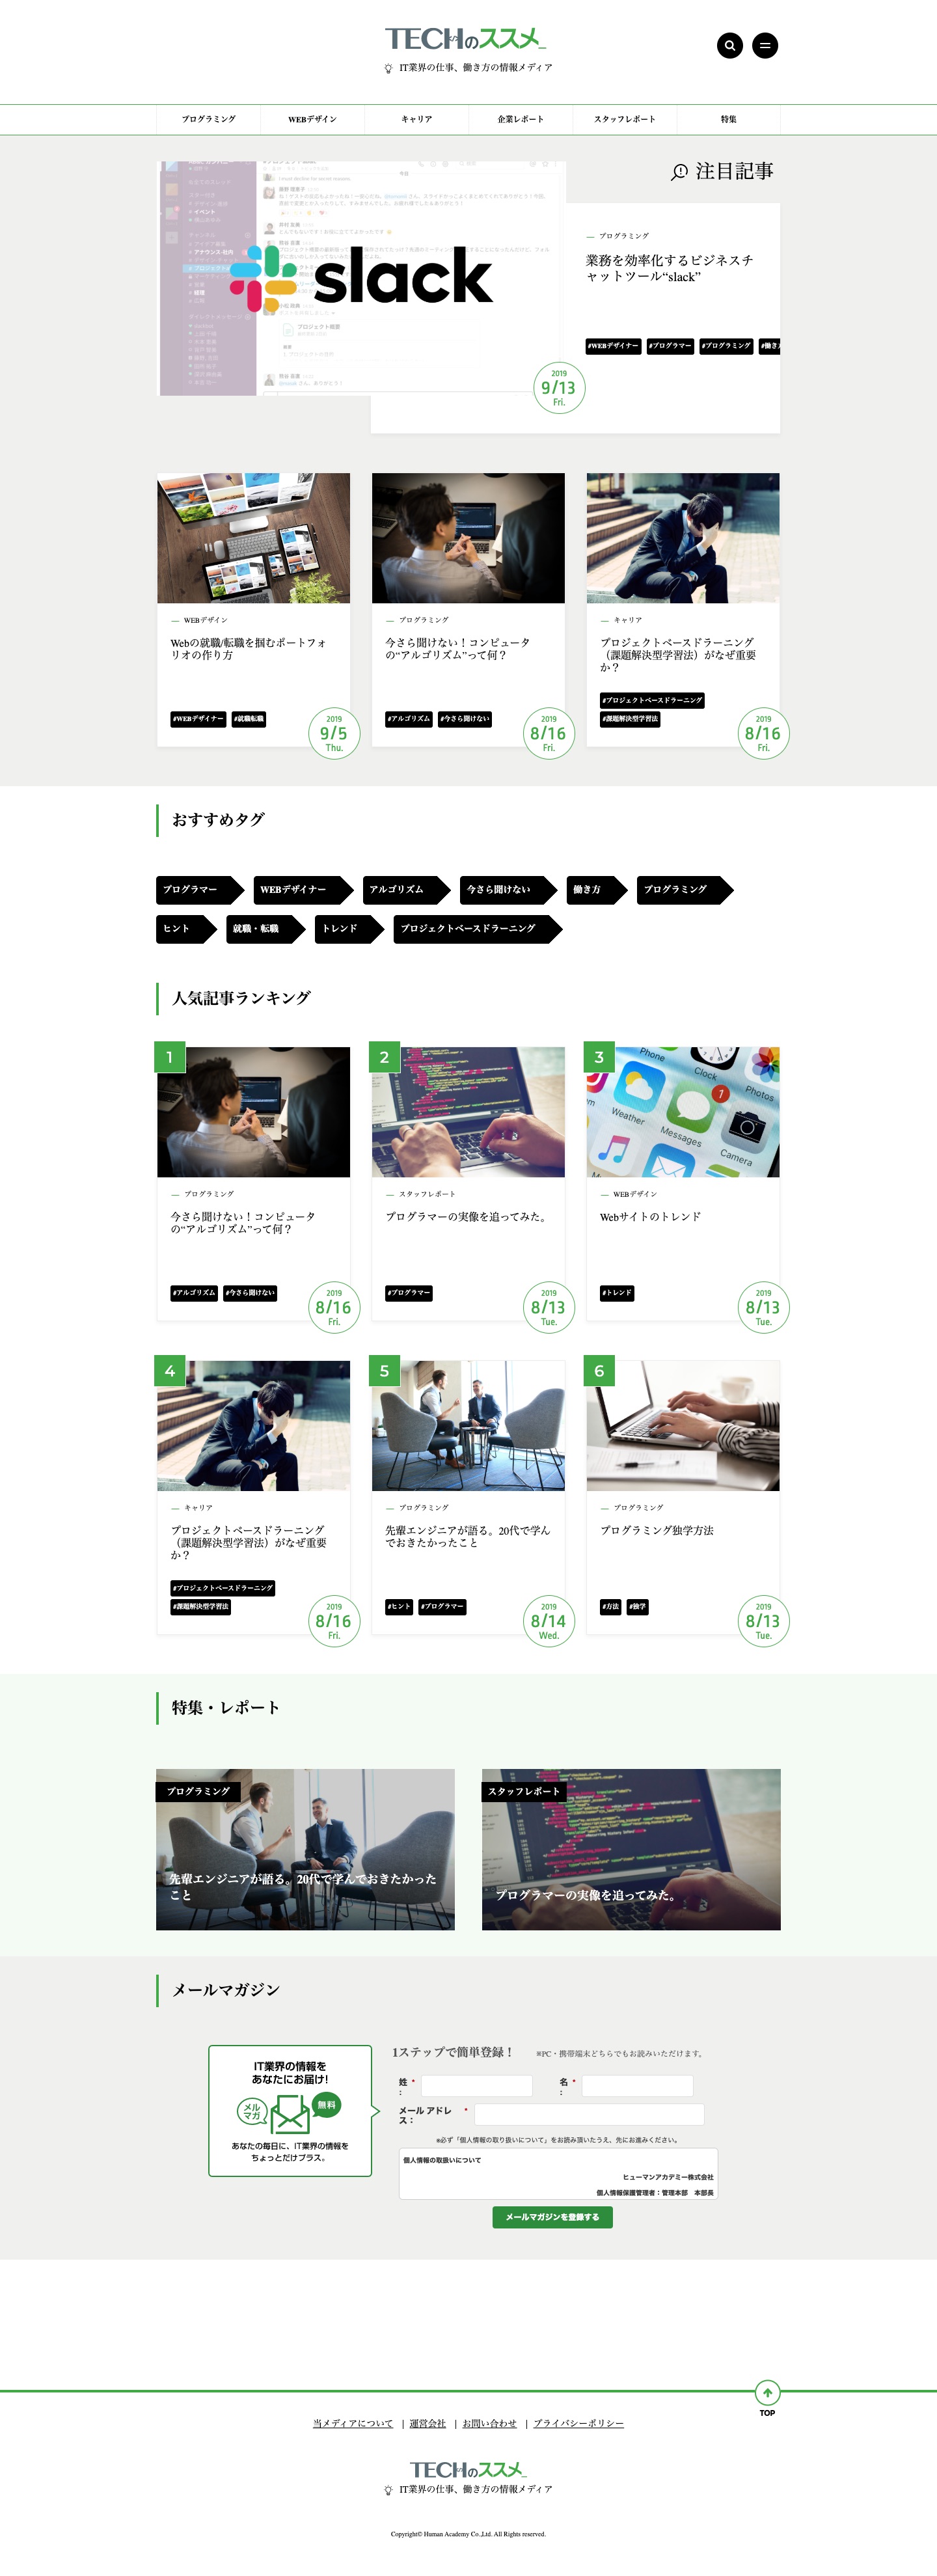 TECHのススメ_
IT業界の仕事、働き方の情報メディア
プログラミング
WEBデザイン
キャリア
企業レポート
スタッフレポート
特集
注目記事
slack
— プログラミング
業務を効率化するビジネスチ
ャットツール“slack”
#WEBデザイナー #プログラマー #プログラミング #働き方
2019
9/13
Fri.
— WEBデザイン
Webの就職/転職を掴むポートフォ
リオの作り方
#WEBデザイナー #就職転職
2019
9/5
Thu.
— プログラミング
今さら聞けない！コンピュータ
の“アルゴリズム”って何？
#アルゴリズム #今さら聞けない
2019
8/16
Fri.
— キャリア
プロジェクトベースドラーニング
（課題解決型学習法）がなぜ重要
か？
#プロジェクトベースドラーニング
#課題解決型学習法
2019
8/16
Fri.
おすすめタグ
プログラマー
WEBデザイナー
アルゴリズム
今さら聞けない
働き方
プログラミング
ヒント
就職・転職
トレンド
プロジェクトベースドラーニング
人気記事ランキング
1
— プログラミング
今さら聞けない！コンピュータ
の“アルゴリズム”って何？
#アルゴリズム #今さら聞けない
2019
8/16
Fri.
2
— スタッフレポート
プログラマーの実像を追ってみた。
#プログラマー
2019
8/13
Tue.
3
Phone
Clock
Photos
7
Weather
Messages
Camera
Music
— WEBデザイン
Webサイトのトレンド
#トレンド
2019
8/13
Tue.
4
— キャリア
プロジェクトベースドラーニング
（課題解決型学習法）がなぜ重要
か？
#プロジェクトベースドラーニング
#課題解決型学習法
2019
8/16
Fri.
5
— プログラミング
先輩エンジニアが語る。20代で学ん
でおきたかったこと
#ヒント #プログラマー
2019
8/14
Wed.
6
— プログラミング
プログラミング独学方法
#方法 #独学
2019
8/13
Tue.
特集・レポート
プログラミング
先輩エンジニアが語る。20代で学んでおきたかった
こと
スタッフレポート
プログラマーの実像を追ってみた。
メールマガジン
IT業界の情報を
あなたにお届け!
メル
マガ
無料
あなたの毎日に、IT業界の情報を
ちょっとだけプラス。
1ステップで簡単登録！ ※PC・携帯端末どちらでもお読みいただけます。
姓 *
:
名 *
:
メール アドレ *
ス：
※必ず「個人情報の取り扱いについて」をお読み頂いたうえ、先にお進みください。
個人情報の取扱いについて
ヒューマンアカデミー株式会社
個人情報保護管理者：管理本部 本部長
メールマガジンを登録する
TOP
当メディアについて | 運営会社 | お問い合わせ | プライバシーポリシー
TECHのススメ_
IT業界の仕事、働き方の情報メディア
Copyright© Human Academy Co.,Ltd. All Rights reserved.